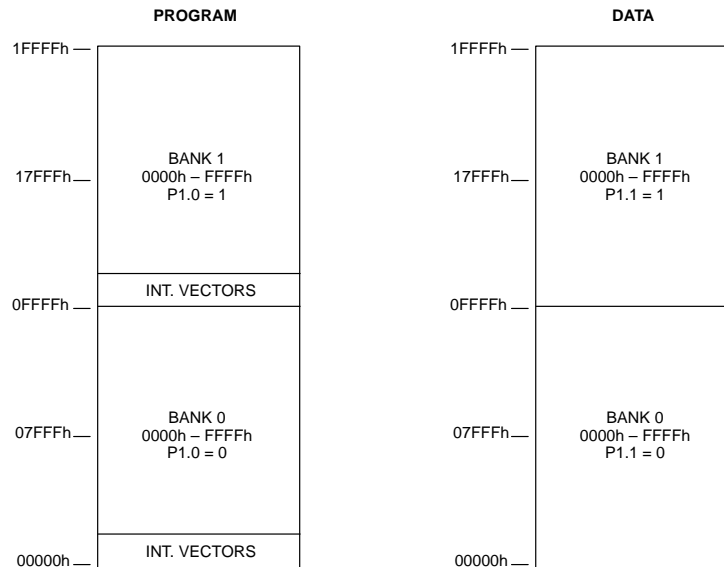 PROGRAM
1FFFFh
BANK 1
0000h – FFFFh
P1.0 = 1
17FFFh
INT. VECTORS
0FFFFh
BANK 0
0000h – FFFFh
P1.0 = 0
07FFFh
INT. VECTORS
00000h
DATA
1FFFFh
BANK 1
0000h – FFFFh
P1.1 = 1
17FFFh
0FFFFh
BANK 0
0000h – FFFFh
P1.1 = 0
07FFFh
00000h